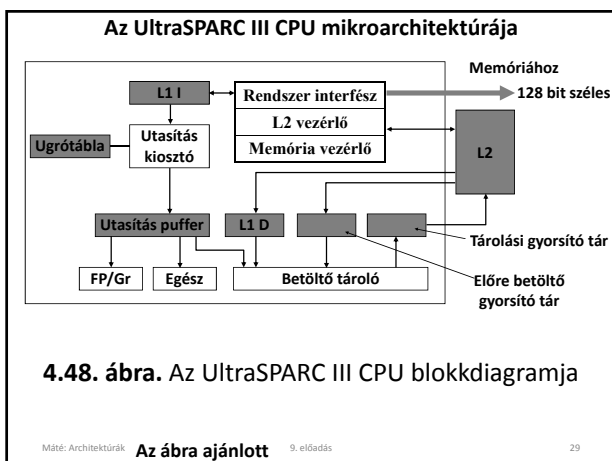 Az UltraSPARC III CPU mikroarchitektúrája
Memóriához
128 bit széles
L1 I
Rendszer interfész
L2 vezérlő
Memória vezérlő
Ugrótábla
Utasítás
kiosztó
L2
Utasítás puffer
L1 D
Tárolási gyorsító tár
FP/Gr
Egész
Betöltő tároló
Előre betöltő
gyorsító tár
4.48. ábra. Az UltraSPARC III CPU blokkdiagramja
Máté: Architektúrák
Az ábra ajánlott
9. előadás
29